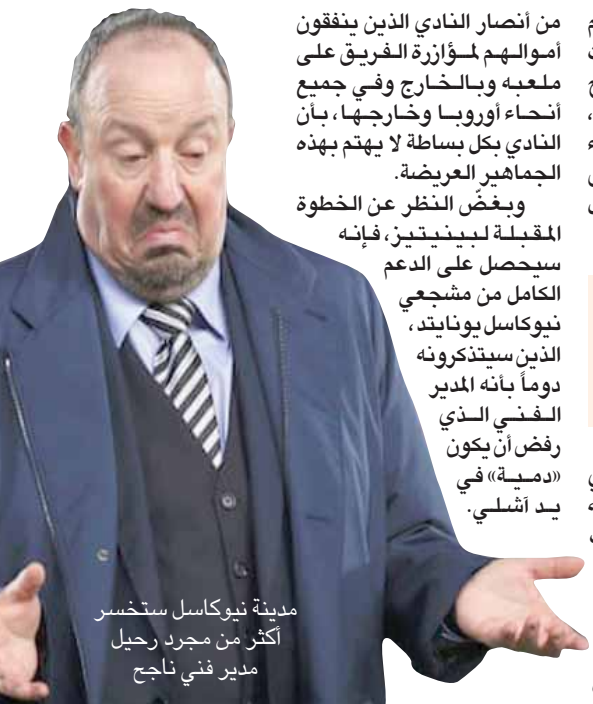 من أنصار النادي الذين ينفقون
أموالهم لمؤازرة الفريق على
ملعبه وبالخارج وفي جميع
أنحاء أوروبا وخارجها، بأن
النادي بكل بساطة لا يهتم بهذه
الجماهير العريضة.
وبغضّ النظر عن الخطوة
المقبلة لبينيتيز، فإنه
سيحصل على الدعم
الكامل من مشجعي
نيوكاسل يونايتد،
الذين سيتذكرونه
دوماً بأنه المدير
الفني الذي
رفض أن يكون
«دمية» في
يد آشلي.
مدينة نيوكاسل ستخسر
أكثر من مجرد رحيل
مدير فني ناجح